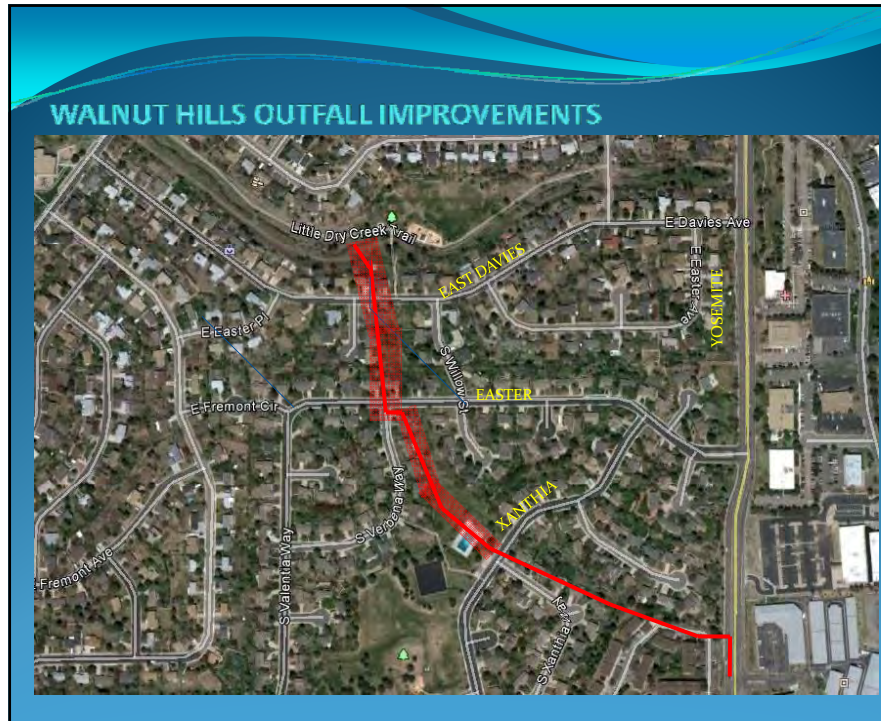 WALNUT HILLS OUTFALL IMPROVEMENTS
Little Dry Creek Trail
E Davies Ave
EAST DAVIES
E Easter Ave
YOSEMITE
E Easter Pl
S Willow St
EASTER
E Fremont Cir
XANTHIA
S Verbena Way
E Fremont Ave
S Valentia Way
S Xanthia Way